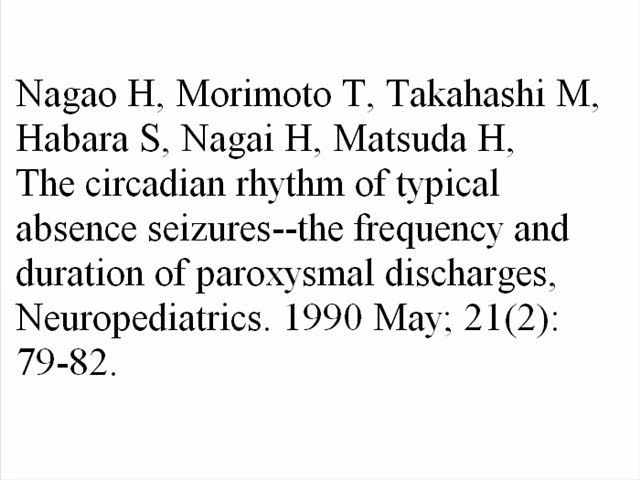 Nagao H, Morimoto T, Takahashi M,
Habara S, Nagai H, Matsuda H,
The circadian rhythm of typical
absence seizures--the frequency and
duration of paroxysmal discharges,
Neuropediatrics. 1990 May; 21(2):
79-82.